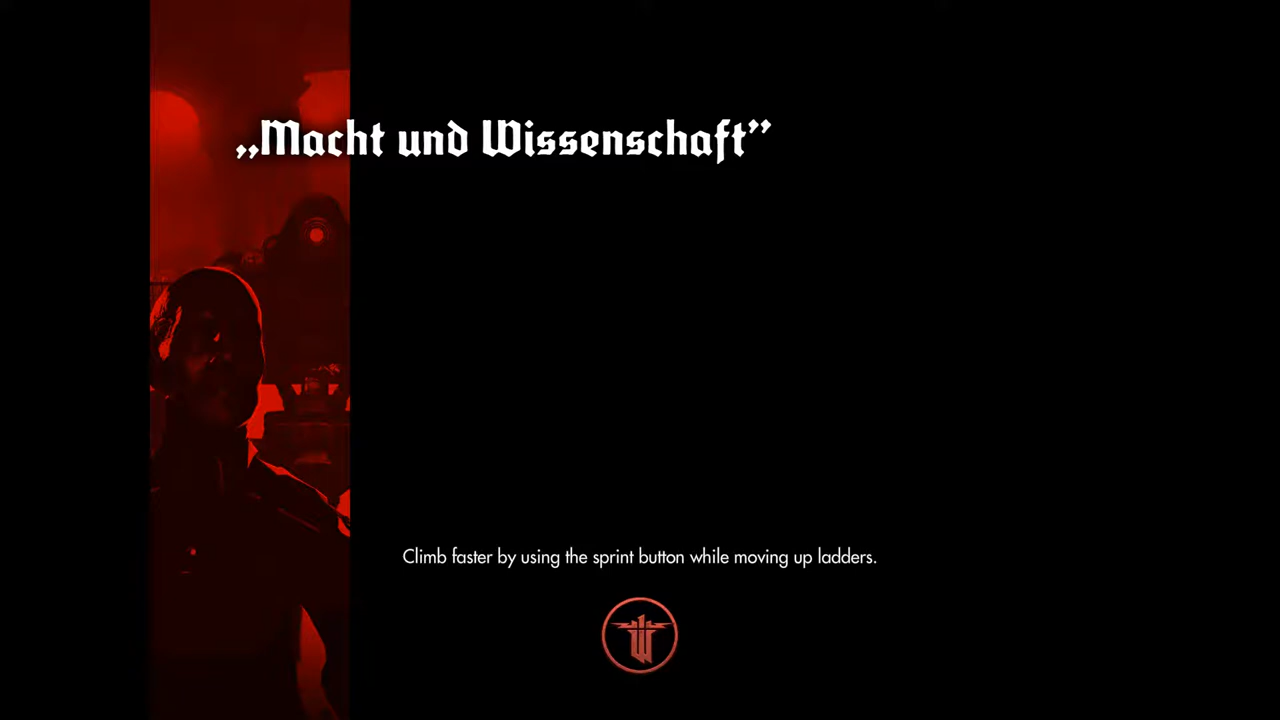 „Macht und Wissenschaft”
Climb faster by using the sprint button while moving up ladders.